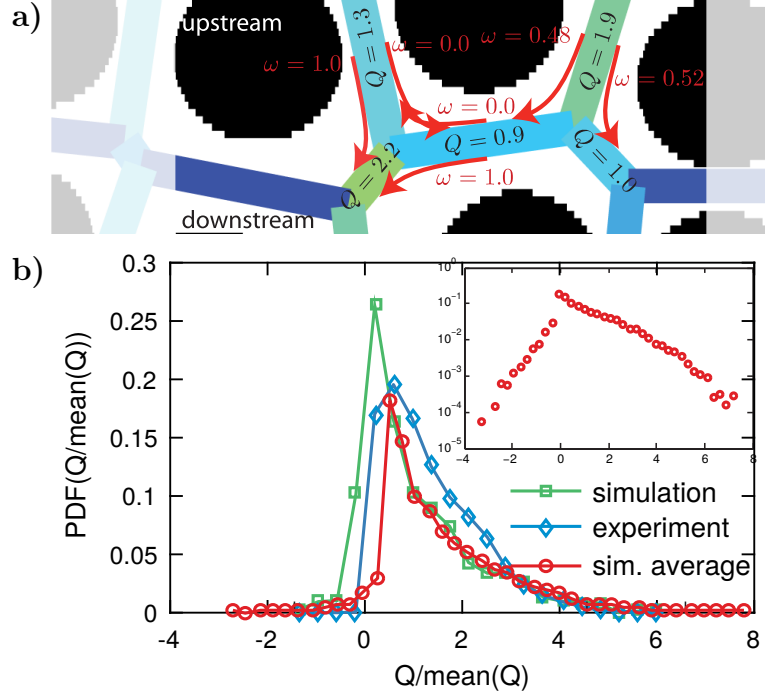 a)
upstream
Q = 1.3
ω = 0.0
ω = 0.48
Q = 1.9
ω = 1.0
ω = 0.52
ω = 0.0
Q = 0.9
Q = 2.2
ω = 1.0
Q = 1.0
downstream
b)
PDF(Q/mean(Q))
0.3
0.25
0.2
0.15
0.1
0.05
0
-4 -2 0 2 4 6 8
Q/mean(Q)
10^0
10^-1
10^-2
10^-3
10^-4
10^-5
−4 −2 0 2 4 6 8
simulation
experiment
sim. average